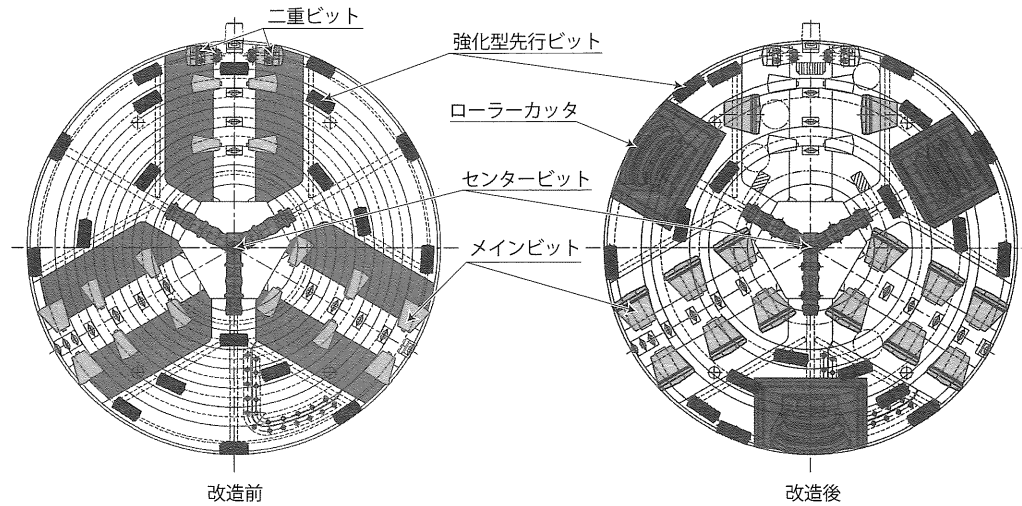 二重ビット
強化型先行ビット
ローラーカッタ
センタービット
メインビット
改造前
改造後